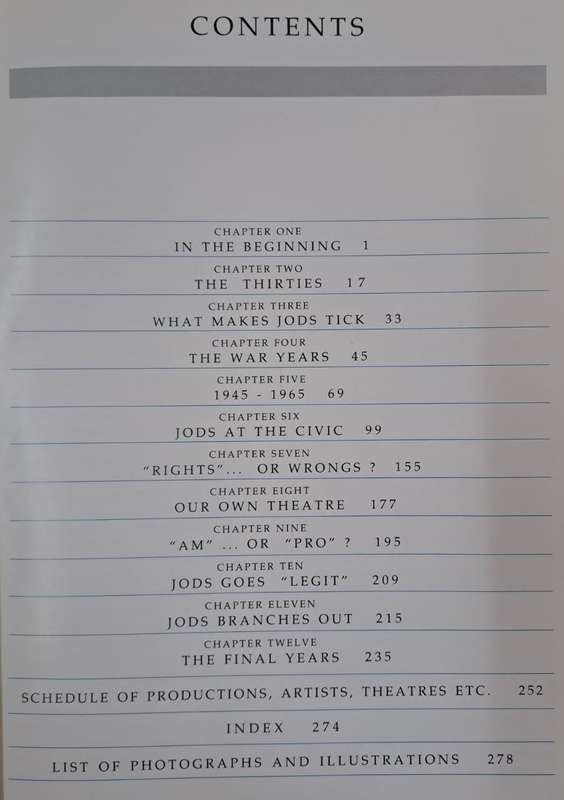 CONTENTS
CHAPTER ONE
IN THE BEGINNING 1
CHAPTER TWO
THE THIRTIES 17
CHAPTER THREE
WHAT MAKES JODS TICK 33
CHAPTER FOUR
THE WAR YEARS 45
CHAPTER FIVE
1945 - 1965 69
CHAPTER SIX
JODS AT THE CIVIC 99
CHAPTER SEVEN
“RIGHTS”... OR WRONGS ? 155
CHAPTER EIGHT
OUR OWN THEATRE 177
CHAPTER NINE
“AM” ... OR “PRO” ? 195
CHAPTER TEN
JODS GOES “LEGIT” 209
CHAPTER ELEVEN
JODS BRANCHES OUT 215
CHAPTER TWELVE
THE FINAL YEARS 235
SCHEDULE OF PRODUCTIONS, ARTISTS, THEATRES ETC. 252
INDEX 274
LIST OF PHOTOGRAPHS AND ILLUSTRATIONS 278